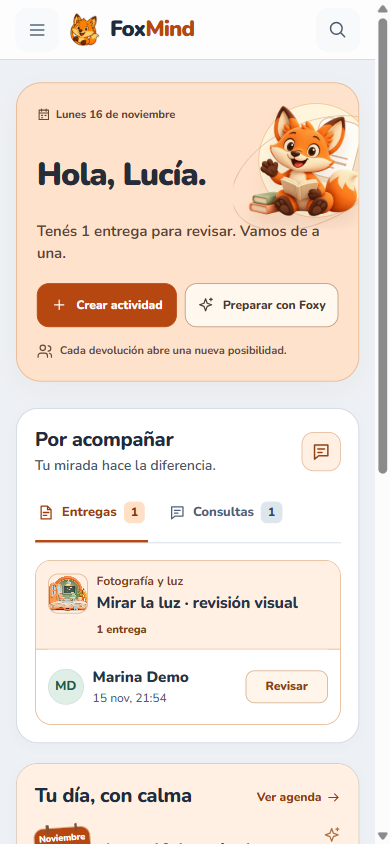 FoxMind
Lunes 16 de noviembre
Hola, Lucía.
Tenés 1 entrega para revisar. Vamos de a
una.
Crear actividad
Preparar con Foxy
Cada devolución abre una nueva posibilidad.
Por acompañar
Tu mirada hace la diferencia.
Entregas 1
Consultas 1
Fotografía y luz
Mirar la luz · revisión visual
1 entrega
MD
Marina Demo
15 nov, 21:54
Revisar
Tu día, con calma
Ver agenda →
Noviembre